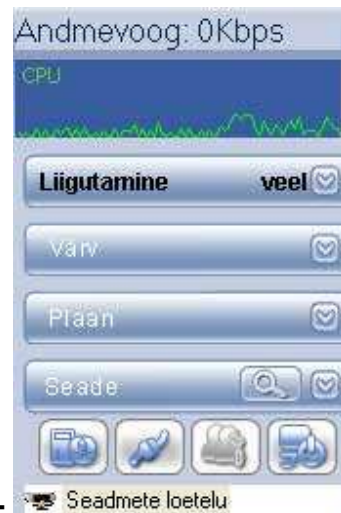 Andmevoog: 0Kbps
CPU
Liigutamine veel
Värv
Plaan
Seade
Seadmete loetelu